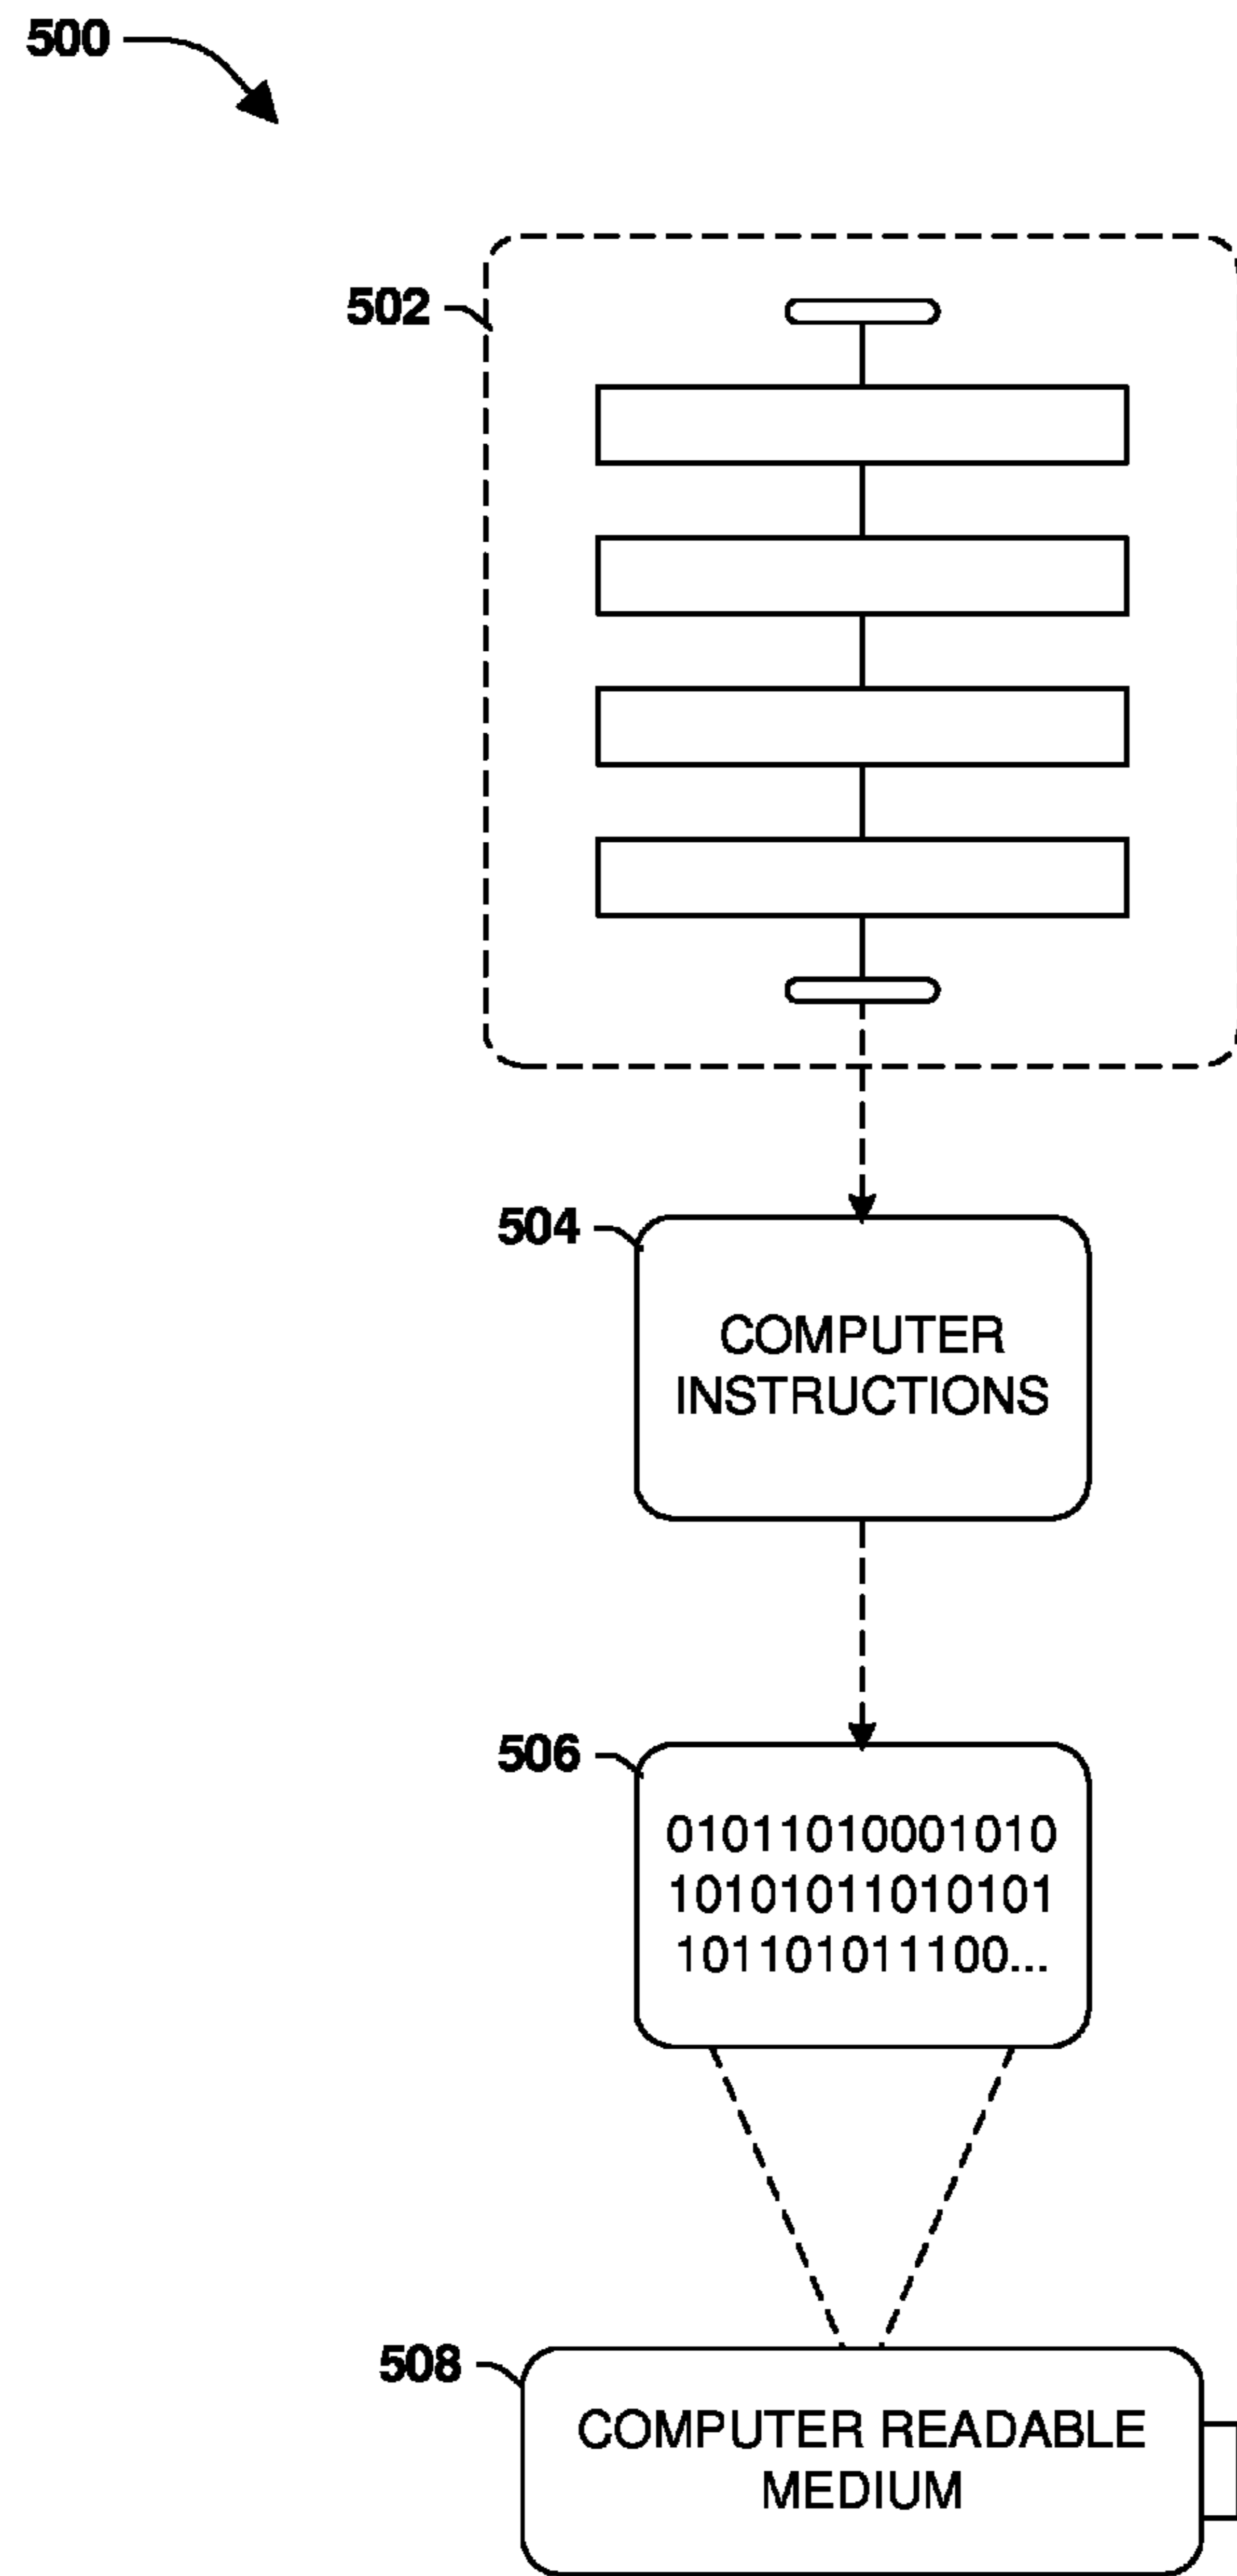 500
502
504
COMPUTER
INSTRUCTIONS
506
01011010001010
10101011010101
101101011100...
508
COMPUTER READABLE
MEDIUM